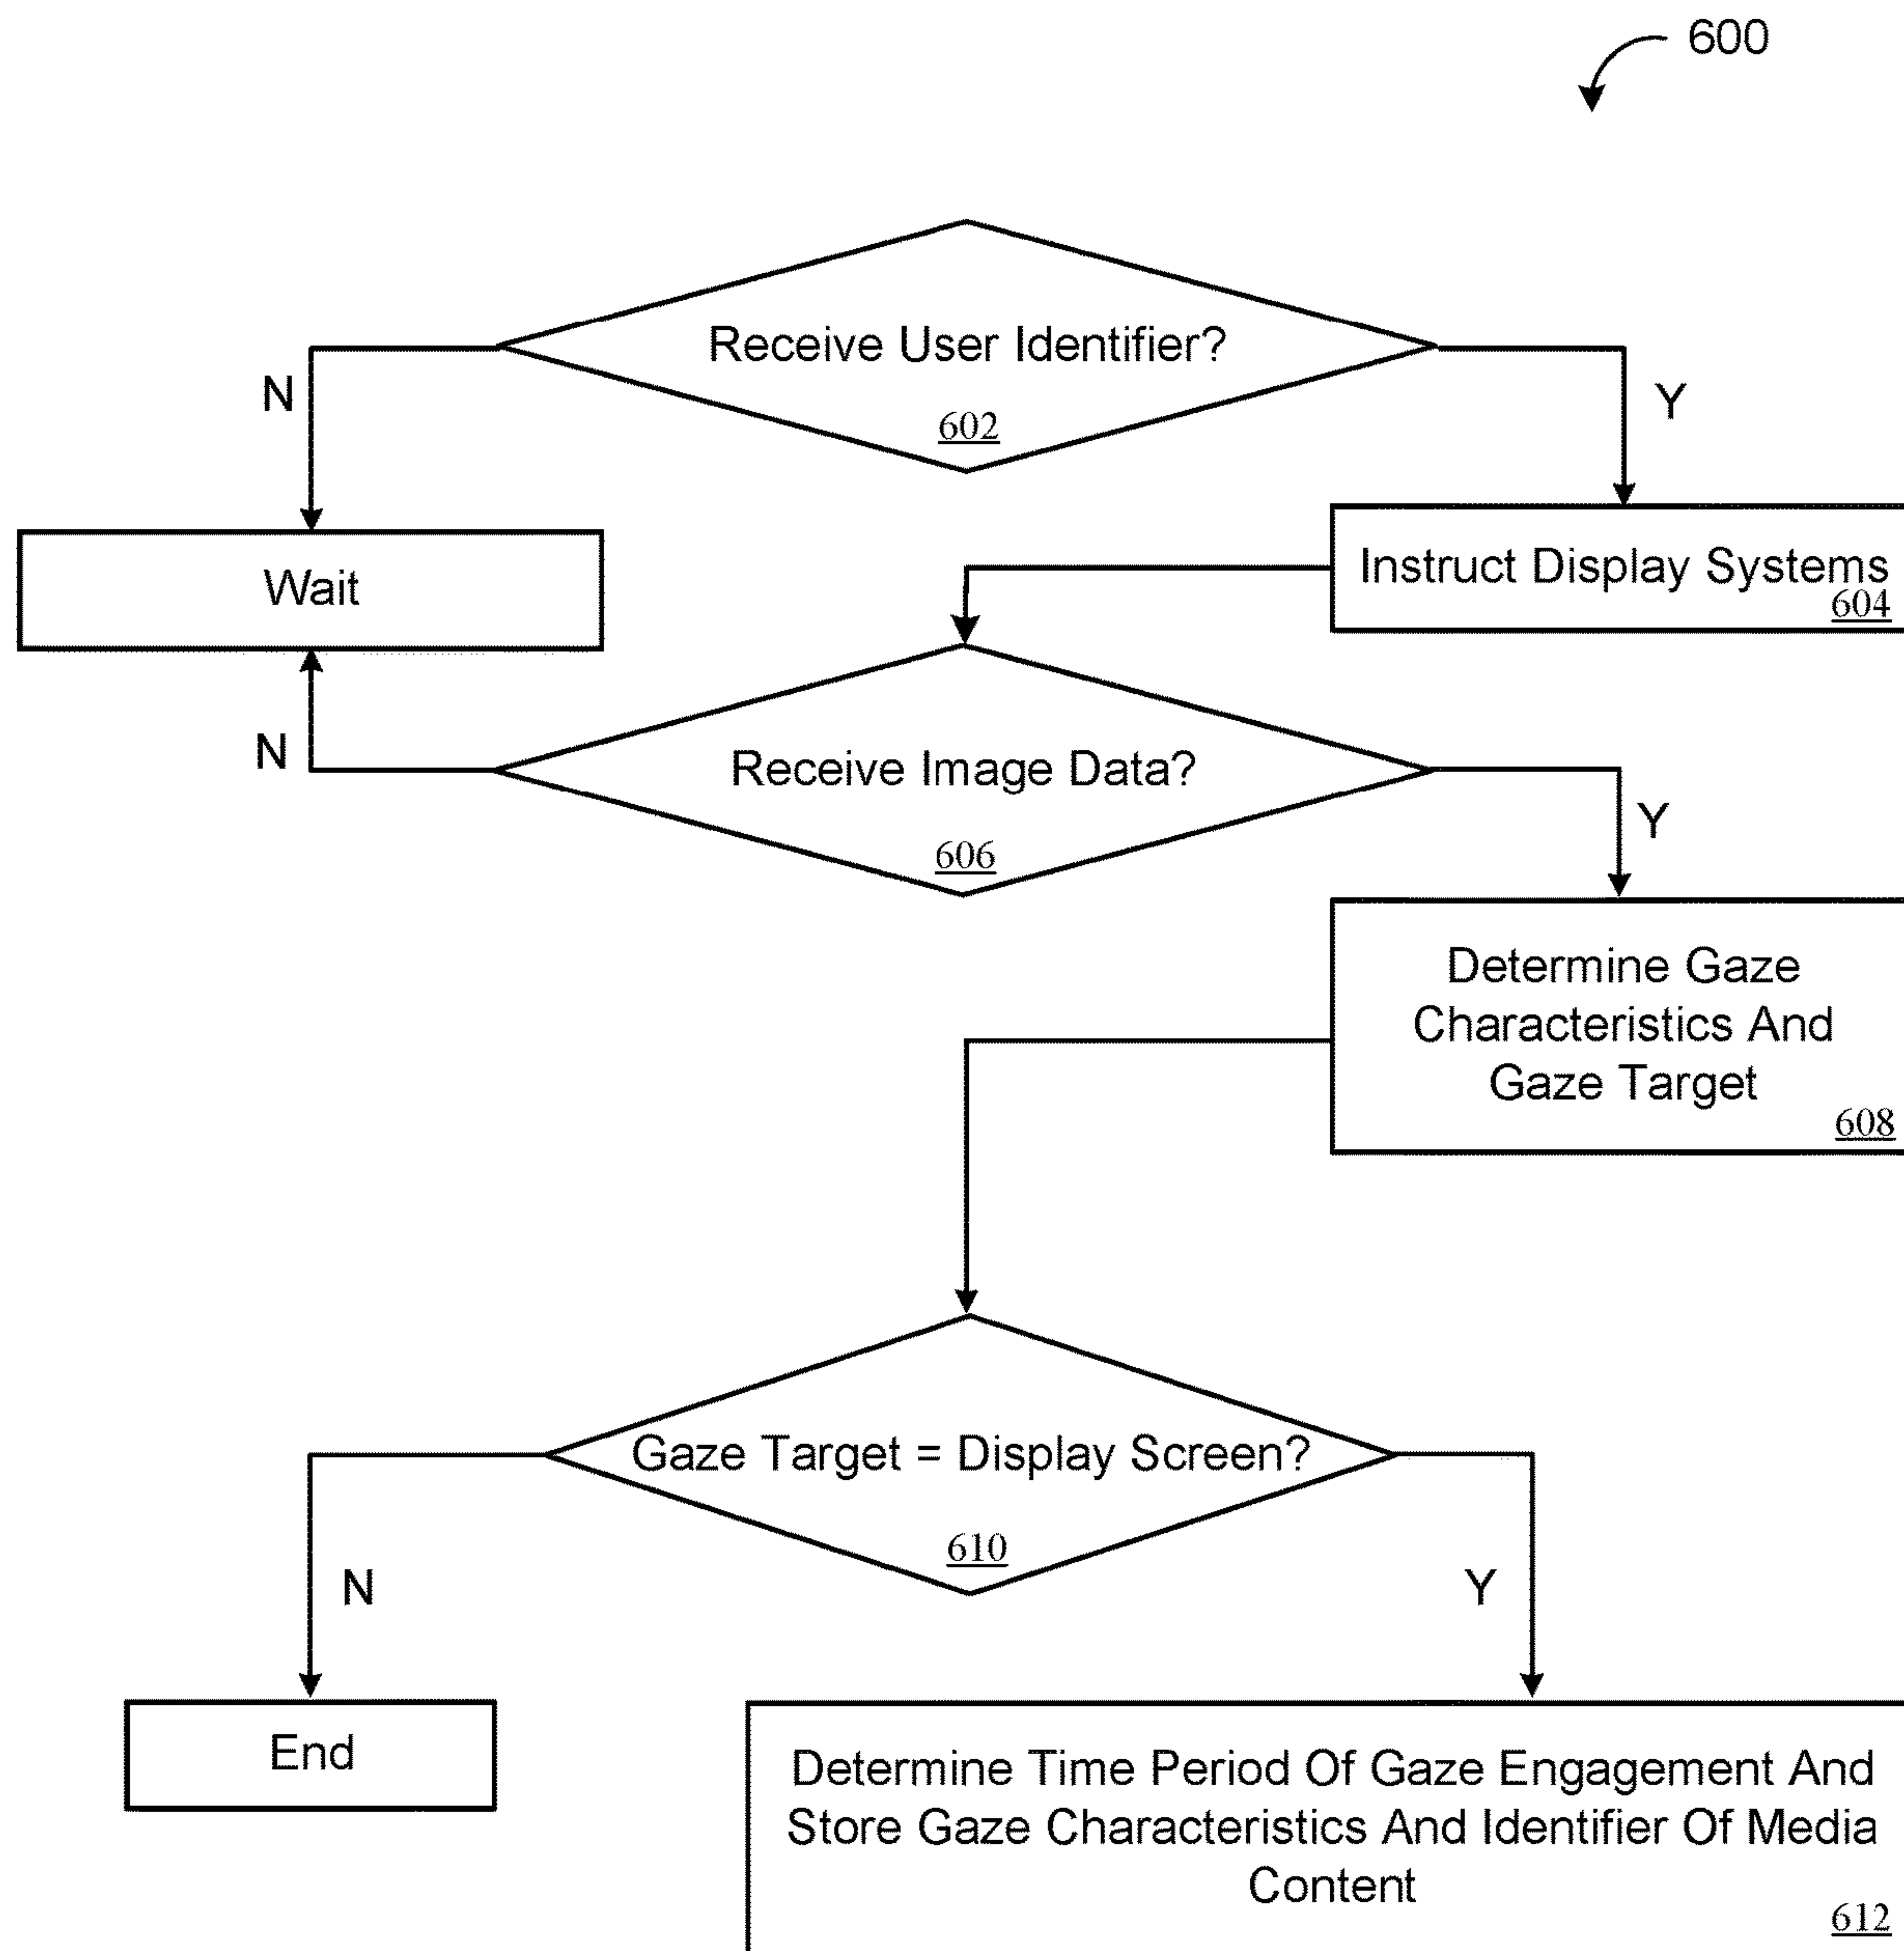 600
Receive User Identifier?
602
N
Y
Wait
Instruct Display Systems
604
N
Receive Image Data?
606
Y
Determine Gaze
Characteristics And
Gaze Target
608
Gaze Target = Display Screen?
610
N
Y
End
Determine Time Period Of Gaze Engagement And
Store Gaze Characteristics And Identifier Of Media
Content
612